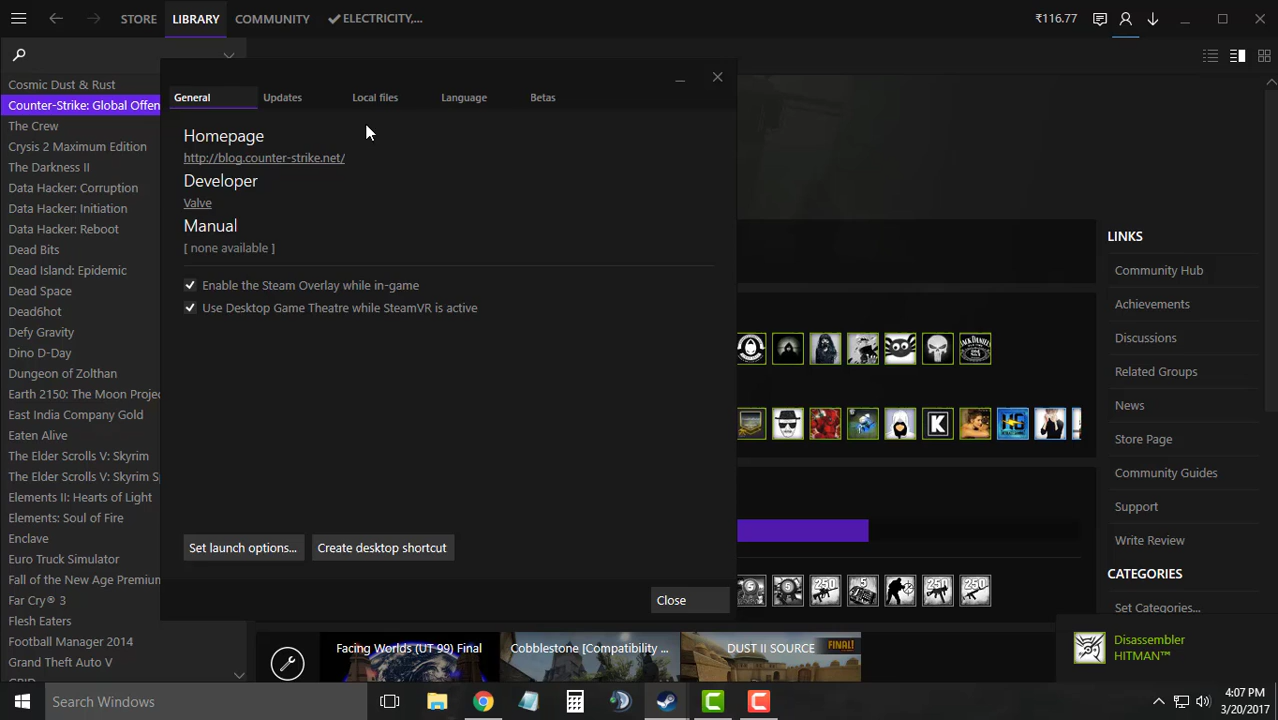 STORE LIBRARY COMMUNITY ELECTRICITY,... ₹116.77
Cosmic Dust & Rust
Counter-Strike: Global Offen
The Crew
Crysis 2 Maximum Edition
The Darkness II
Data Hacker: Corruption
Data Hacker: Initiation
Data Hacker: Reboot
Dead Bits
Dead Island: Epidemic
Dead Space
Dead6hot
Defy Gravity
Dino D-Day
Dungeon of Zolthan
Earth 2150: The Moon Projec
East India Company Gold
Eaten Alive
The Elder Scrolls V: Skyrim
The Elder Scrolls V: Skyrim S
Elements II: Hearts of Light
Elements: Soul of Fire
Enclave
Euro Truck Simulator
Fall of the New Age Premium
Far Cry® 3
Flesh Eaters
Football Manager 2014
Grand Theft Auto V
General Updates Local files Language Betas
Homepage
http://blog.counter-strike.net/
Developer
Valve
Manual
[ none available ]
Enable the Steam Overlay while in-game
Use Desktop Game Theatre while SteamVR is active
Set launch options... Create desktop shortcut
Close
LINKS
Community Hub
Achievements
Discussions
Related Groups
News
Store Page
Community Guides
Support
Write Review
CATEGORIES
Set Categories...
Facing Worlds (UT 99) Final
Cobblestone [Compatibility ...
DUST II SOURCE
FINAL!
Disassembler
HITMAN™
Search Windows
4:07 PM
3/20/2017